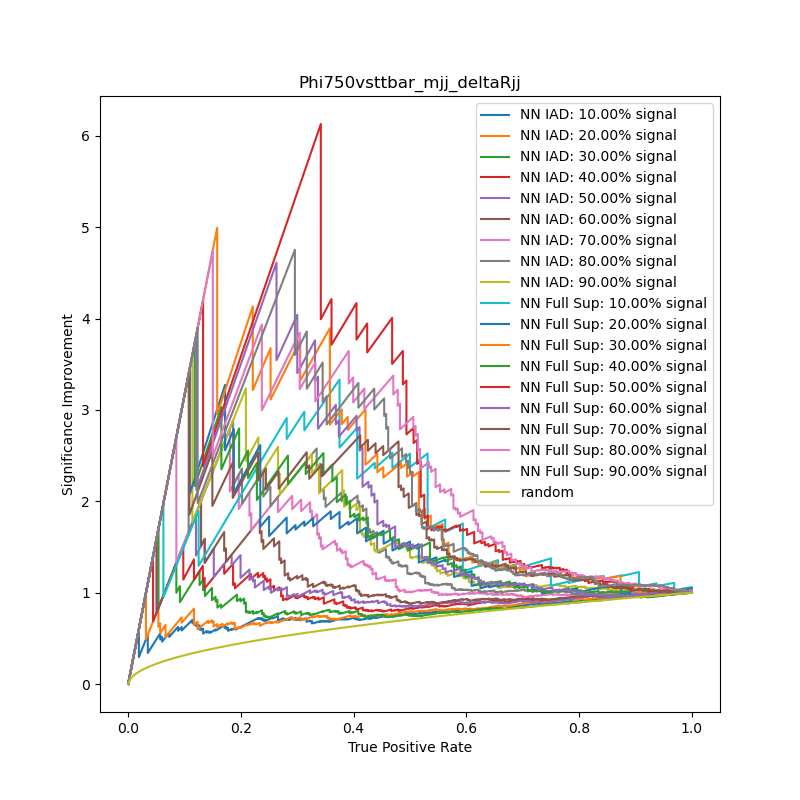 Phi750vsttbar_mjj_deltaRjj
NN IAD: 10.00% signal
NN IAD: 20.00% signal
NN IAD: 30.00% signal
NN IAD: 40.00% signal
NN IAD: 50.00% signal
NN IAD: 60.00% signal
NN IAD: 70.00% signal
NN IAD: 80.00% signal
NN IAD: 90.00% signal
NN Full Sup: 10.00% signal
NN Full Sup: 20.00% signal
NN Full Sup: 30.00% signal
NN Full Sup: 40.00% signal
NN Full Sup: 50.00% signal
NN Full Sup: 60.00% signal
NN Full Sup: 70.00% signal
NN Full Sup: 80.00% signal
NN Full Sup: 90.00% signal
random
Significance Improvement
6
5
4
3
2
1
0
0.0 0.2 0.4 0.6 0.8 1.0
True Positive Rate